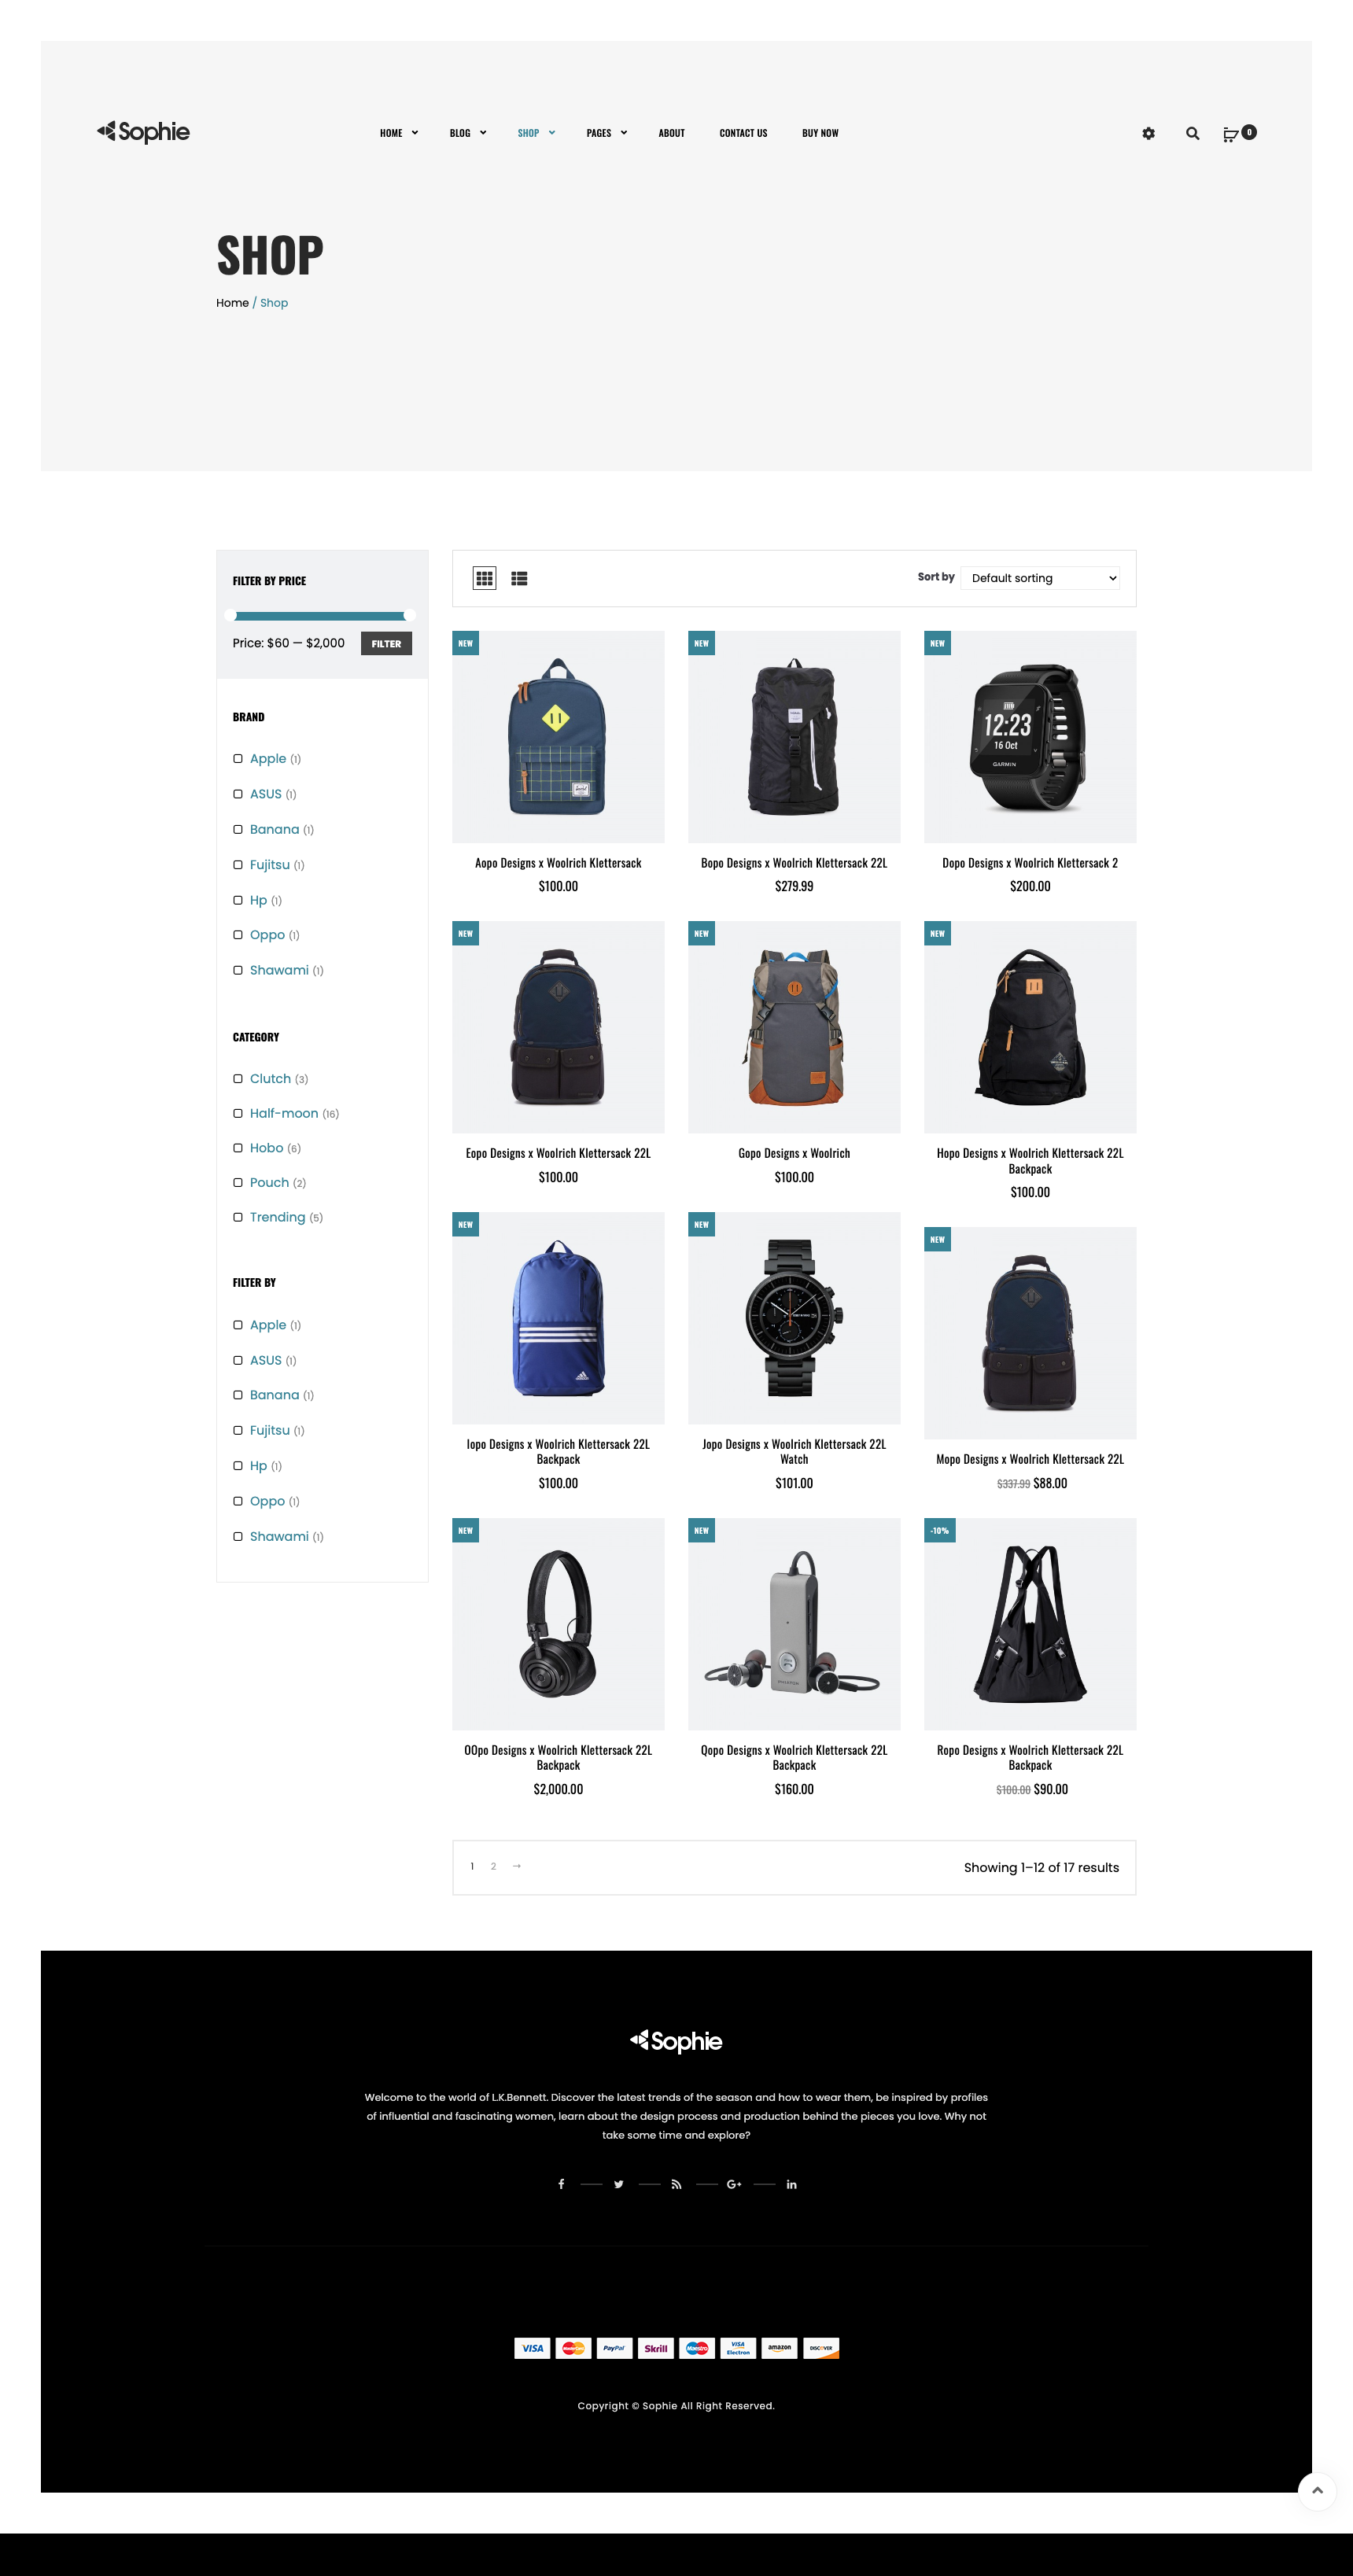 Sophie
HOME BLOG SHOP PAGES ABOUT CONTACT US BUY NOW
0
SHOP
Home / Shop
FILTER BY PRICE
Price: $60 — $2,000 FILTER
BRAND
Apple (1)
ASUS (1)
Banana (1)
Fujitsu (1)
Hp (1)
Oppo (1)
Shawami (1)
CATEGORY
Clutch (3)
Half-moon (16)
Hobo (6)
Pouch (2)
Trending (5)
FILTER BY
Apple (1)
ASUS (1)
Banana (1)
Fujitsu (1)
Hp (1)
Oppo (1)
Shawami (1)
Sort by Default sorting
NEW
Aopo Designs x Woolrich Klettersack
$100.00
NEW
Bopo Designs x Woolrich Klettersack 22L
$279.99
NEW
12:23
16 Oct
GARMIN
Dopo Designs x Woolrich Klettersack 2
$200.00
NEW
Eopo Designs x Woolrich Klettersack 22L
$100.00
NEW
Gopo Designs x Woolrich
$100.00
NEW
Hopo Designs x Woolrich Klettersack 22L
Backpack
$100.00
NEW
adidas
Iopo Designs x Woolrich Klettersack 22L
Backpack
$100.00
NEW
Jopo Designs x Woolrich Klettersack 22L
Watch
$101.00
NEW
Mopo Designs x Woolrich Klettersack 22L
$337.99 $88.00
NEW
OOpo Designs x Woolrich Klettersack 22L
Backpack
$2,000.00
NEW
Qopo Designs x Woolrich Klettersack 22L
Backpack
$160.00
-10%
Ropo Designs x Woolrich Klettersack 22L
Backpack
$100.00 $90.00
1 2 →
Showing 1–12 of 17 results
Sophie
Welcome to the world of L.K.Bennett. Discover the latest trends of the season and how to wear them, be inspired by profiles
of influential and fascinating women, learn about the design process and production behind the pieces you love. Why not
take some time and explore?
VISA MasterCard PayPal Skrill Maestro VISA Electron amazon DISCOVER
Copyright © Sophie All Right Reserved.